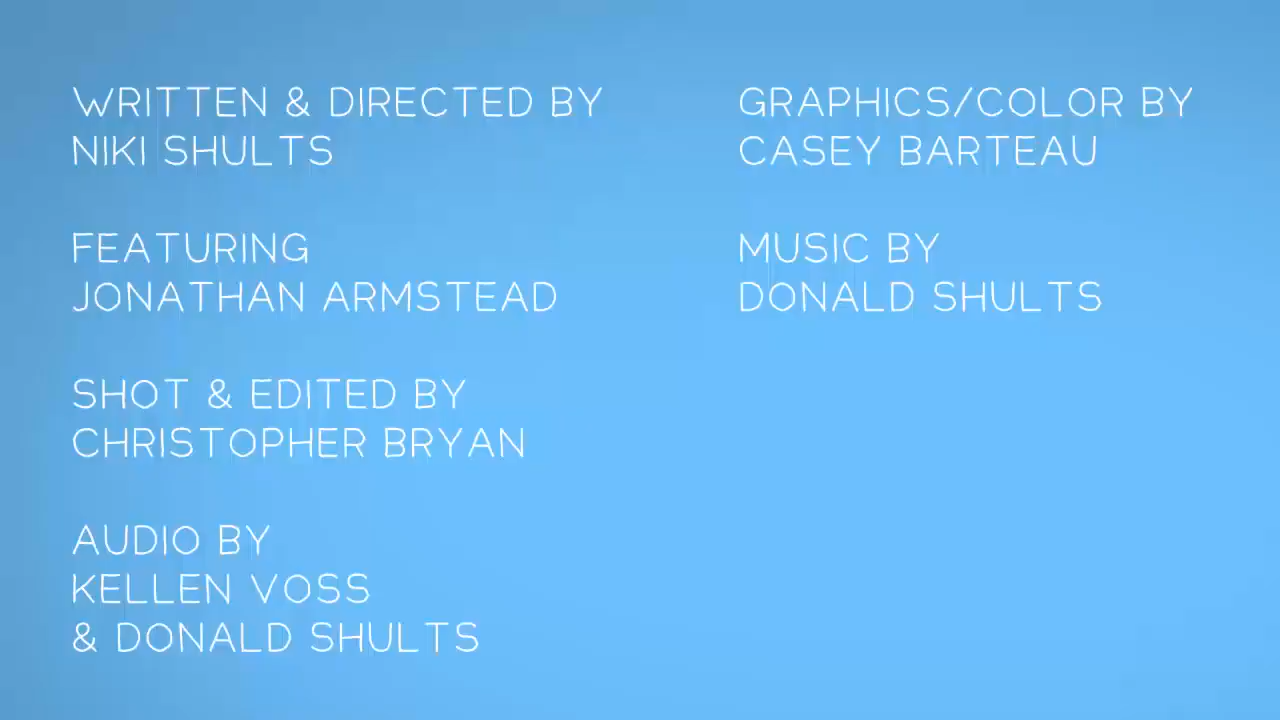 WRITTEN & DIRECTED BY
NIKI SHULTS
FEATURING
JONATHAN ARMSTEAD
SHOT & EDITED BY
CHRISTOPHER BRYAN
AUDIO BY
KELLEN VOSS
& DONALD SHULTS
GRAPHICS/COLOR BY
CASEY BARTEAU
MUSIC BY
DONALD SHULTS